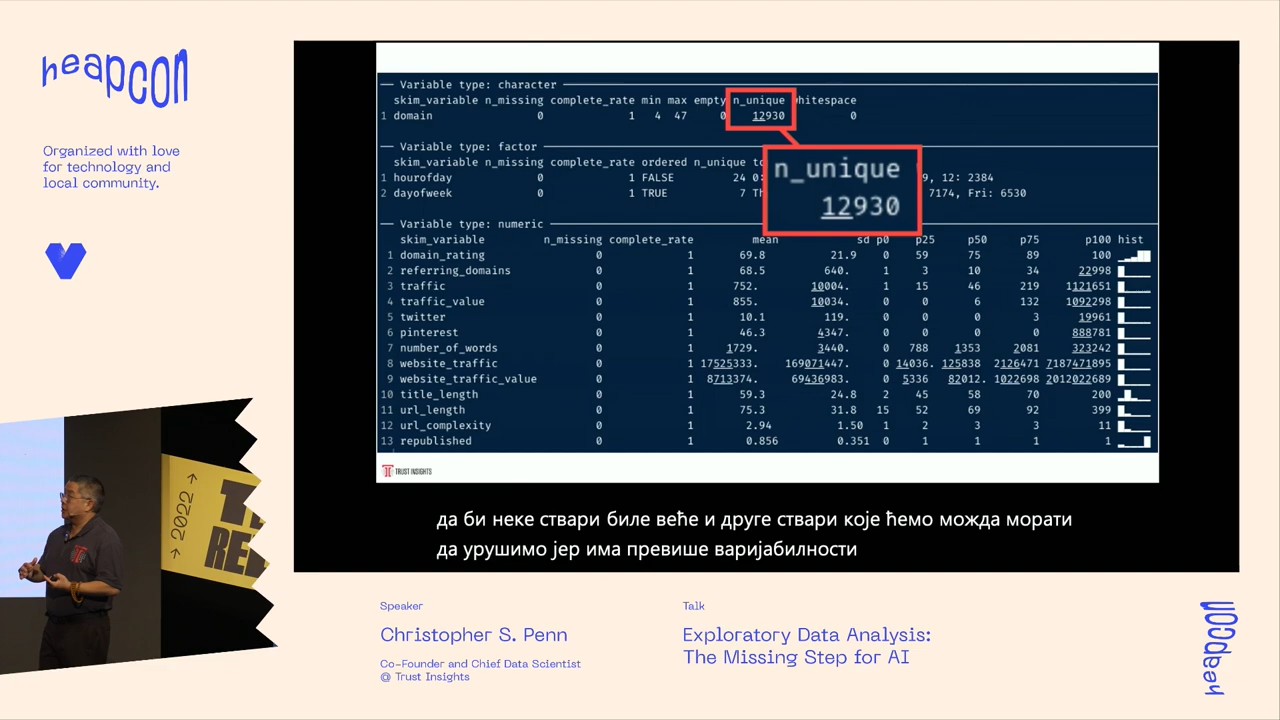 heapcon
Organized with love
for technology and
local community.
── Variable type: character ──
skim_variable n_missing complete_rate min max empty n_unique whitespace
1 domain 0 1 4 47 0 12930 0
n_unique
12930
── Variable type: factor ──
skim_variable n_missing complete_rate ordered n_unique
1 hourofday 0 1 FALSE 24 12: 2384
2 dayofweek 0 1 TRUE 7 7174, Fri: 6530
── Variable type: numeric ──
skim_variable n_missing complete_rate mean sd p0 p25 p50 p75 p100 hist
1 domain_rating 0 1 69.8 21.9 0 59 75 89 100
2 referring_domains 0 1 68.5 640. 1 3 10 34 22998
3 traffic 0 1 752. 10004. 1 15 46 219 1121651
4 traffic_value 0 1 855. 10034. 0 0 6 132 1092298
5 twitter 0 1 10.1 119. 0 0 0 3 19961
6 pinterest 0 1 46.3 4347. 0 0 0 0 888781
7 number_of_words 0 1 1729. 3440. 0 788 1353 2081 323242
8 website_traffic 0 1 17525333. 169071447. 0 14036. 125838 2126471 7187471895
9 website_traffic_value 0 1 8713374. 69436983. 0 5336 82012. 1022698 2012022689
10 title_length 0 1 59.3 24.8 2 45 58 70 200
11 url_length 0 1 75.3 31.8 15 52 69 92 399
12 url_complexity 0 1 2.94 1.50 1 2 3 3 11
13 republished 0 1 0.856 0.351 0 1 1 1 1
TRUST INSIGHTS
да би неке ствари биле веће и друге ствари које ћемо можда морати
да урушимо јер има превише варијабилности
→ 2022 →
Speaker
Christopher S. Penn
Co-Founder and Chief Data Scientist
@ Trust Insights
Talk
Exploratory Data Analysis:
The Missing Step for AI
heapcon